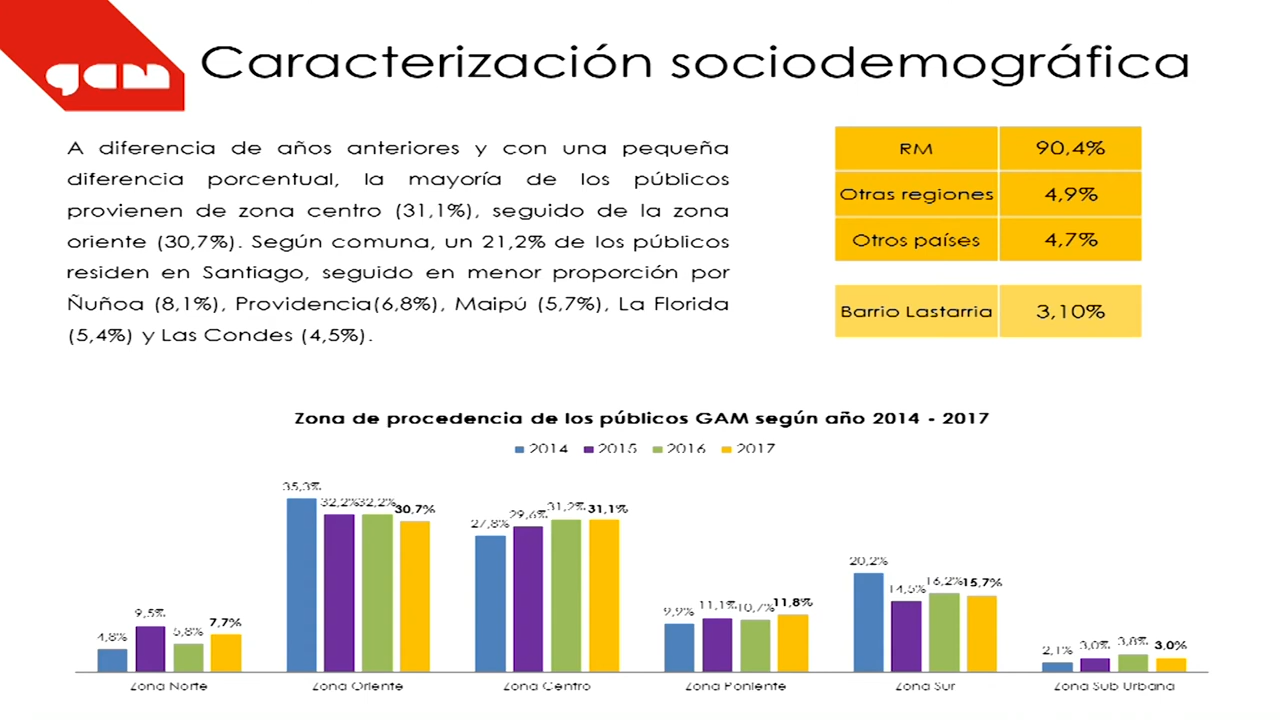 gam
Caracterización sociodemográfica
A diferencia de años anteriores y con una pequeña
diferencia porcentual, la mayoría de los públicos
provienen de zona centro (31,1%), seguido de la zona
oriente (30,7%). Según comuna, un 21,2% de los públicos
residen en Santiago, seguido en menor proporción por
Ñuñoa (8,1%), Providencia(6,8%), Maipú (5,7%), La Florida
(5,4%) y Las Condes (4,5%).
RM 90,4%
Otras regiones 4,9%
Otros países 4,7%
Barrio Lastarria 3,10%
Zona de procedencia de los públicos GAM según año 2014 - 2017
2014 2015 2016 2017
4,8% 9,5% 5,8% 7,7%
35,3% 32,2% 32,2% 30,7%
27,8% 29,6% 31,2% 31,1%
9,9% 11,1% 10,7% 11,8%
20,2% 14,5% 16,2% 15,7%
2,1% 3,0% 3,8% 3,0%
Zona Norte Zona Oriente Zona Centro Zona Poniente Zona Sur Zona Sub Urbana